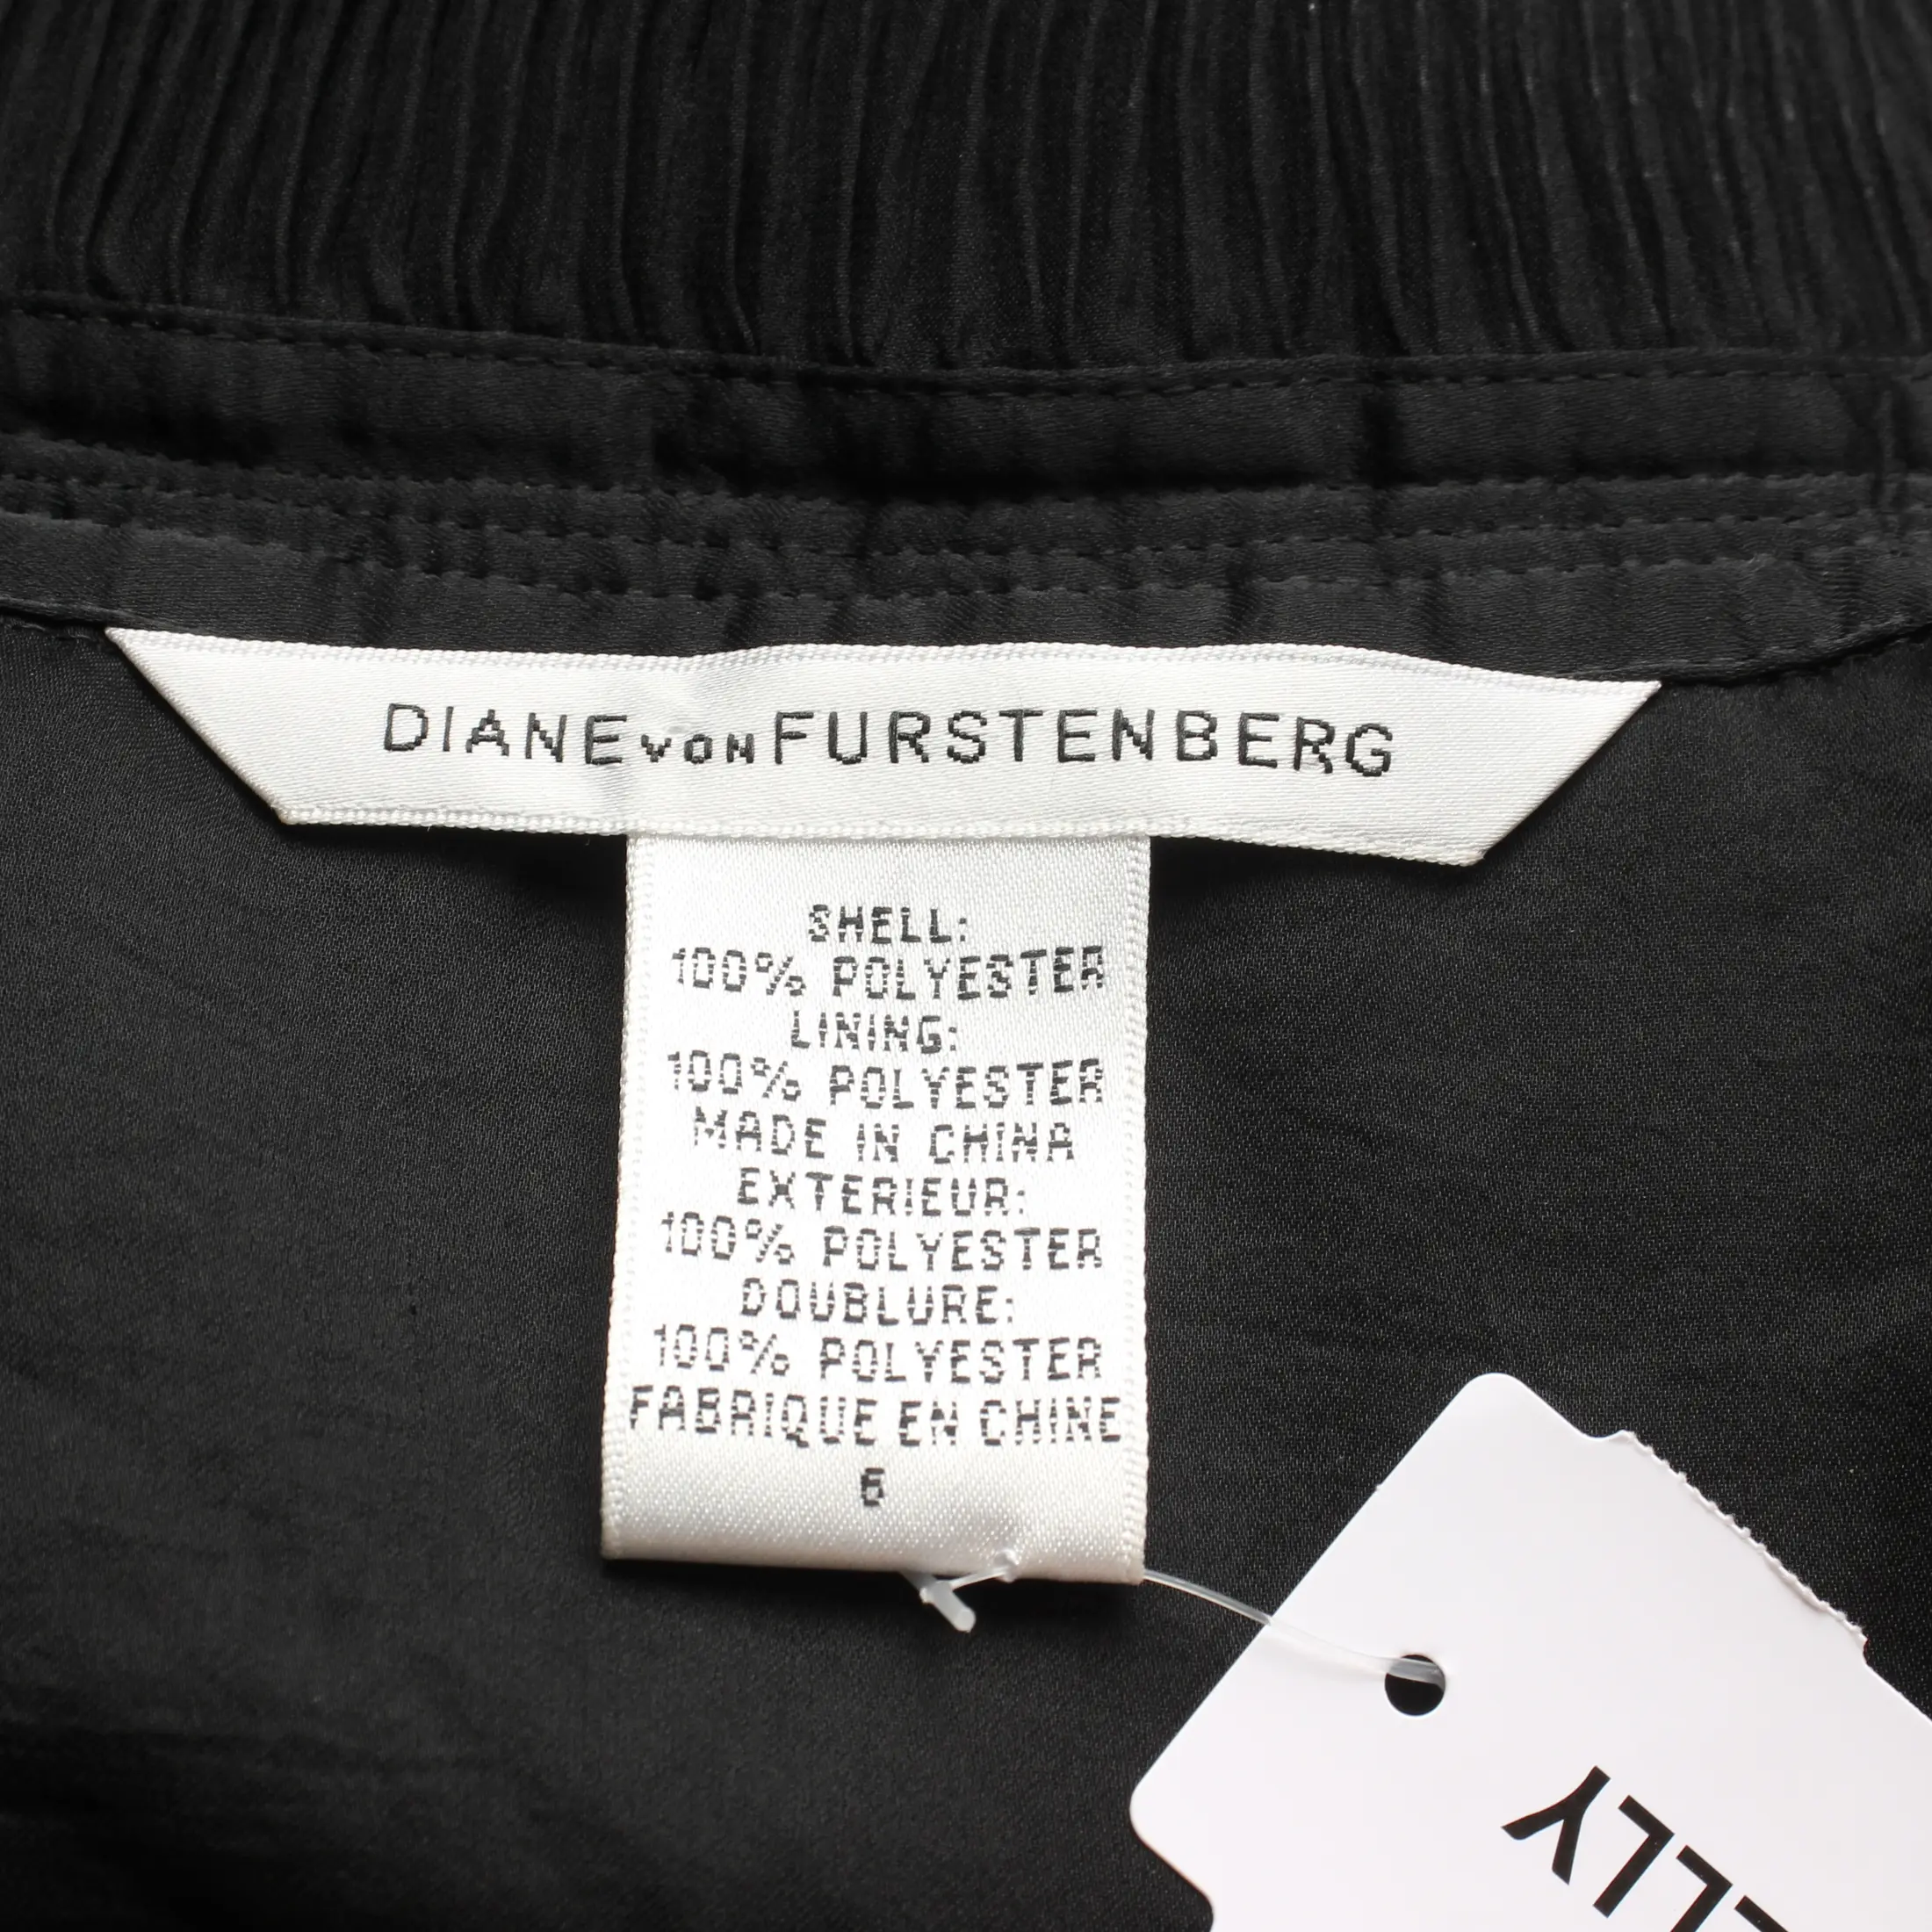 DIANE VON FURSTENBERG
SHELL:
100% POLYESTER
LINING:
100% POLYESTER
MADE IN CHINA
EXTERIEUR:
100% POLYESTER
DOUBLURE:
100% POLYESTER
FABRIQUE EN CHINE
6
LLY